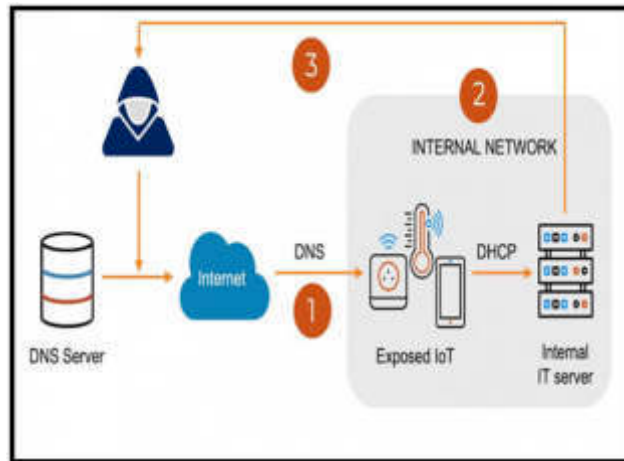 3
2
INTERNAL NETWORK
DNS
DHCP
Internet
1
DNS Server
Exposed IoT
Internal
IT server